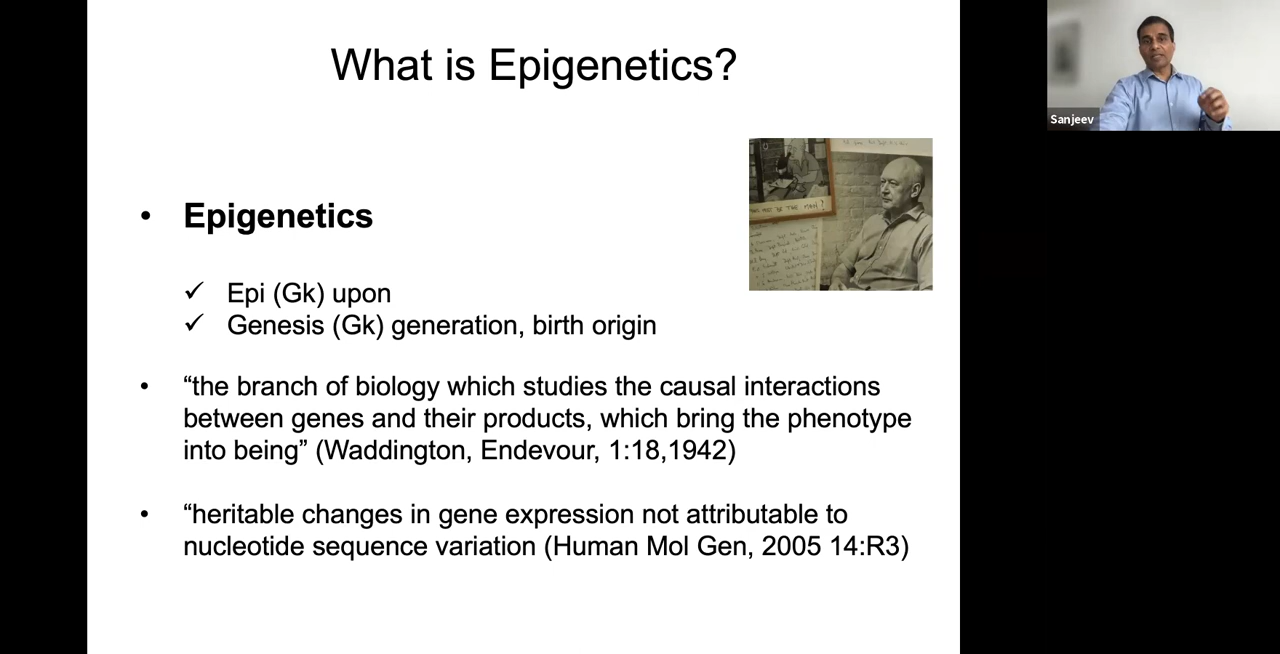 What is Epigenetics?
Sanjeev
• Epigenetics
✓ Epi (Gk) upon
✓ Genesis (Gk) generation, birth origin
• “the branch of biology which studies the causal interactions
between genes and their products, which bring the phenotype
into being” (Waddington, Endevour, 1:18,1942)
• “heritable changes in gene expression not attributable to
nucleotide sequence variation (Human Mol Gen, 2005 14:R3)